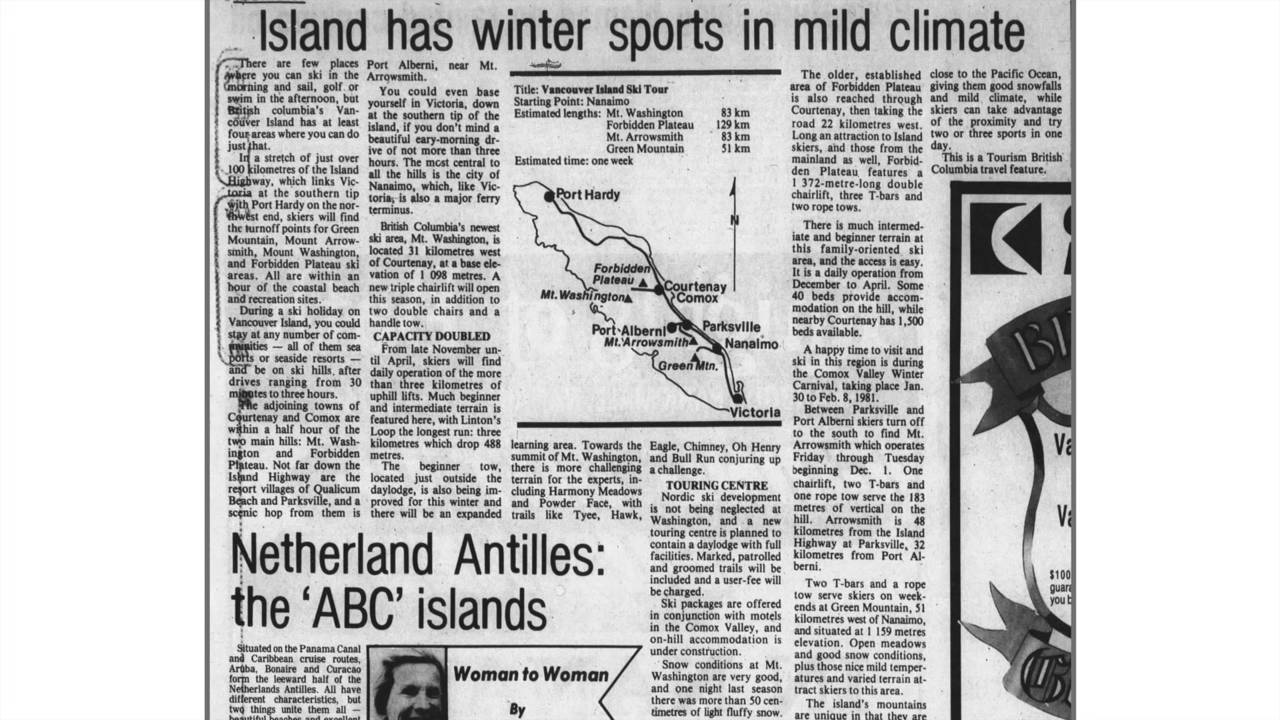 Island has winter sports in mild climate
There are few places
where you can ski in the
morning and sail, golf or
swim in the afternoon, but
British columbia's Van-
couver Island has at least
four areas where you can do
just that.
In a stretch of just over
100 kilometres of the Island
Highway, which links Vic-
toria at the southern tip
with Port Hardy on the nor-
thwest end, skiers will find
the turnoff points for Green
Mountain, Mount Arrow-
smith, Mount Washington,
and Forbidden Plateau ski
areas. All are within an
hour of the coastal beach
and recreation sites.
During a ski holiday on
Vancouver Island, you could
stay at any number of com-
munities — all of them sea
ports or seaside resorts —
and be on ski hills after
drives ranging from 30
minutes to three hours.
The adjoining towns of
Courtenay and Comox are
within a half hour of the
two main hills: Mt. Wash-
ington and Forbidden
Plateau. Not far down the
Island Highway are the
resort villages of Qualicum
Beach and Parksville, and a
scenic hop from them is
Port Alberni, near Mt.
Arrowsmith.
You could even base
yourself in Victoria, down
at the southern tip of the
island, if you don't mind a
beautiful eary-morning dr-
ive of not more than three
hours. The most central to
all the hills is the city of
Nanaimo, which, like Vic-
toria, is also a major ferry
terminus.
British Columbia's newest
ski area, Mt. Washington, is
located 31 kilometres west
of Courtenay, at a base ele-
vation of 1 098 metres. A
new triple chairlift will open
this season, in addition to
two double chairs and a
handle tow.
CAPACITY DOUBLED
From late November un-
til April, skiers will find
daily operation of the more
than three kilometres of
uphill lifts. Much beginner
and intermediate terrain is
featured here, with Linton's
Loop the longest run: three
kilometres which drop 488
metres.
The beginner tow,
located just outside the
daylodge, is also being im-
proved for this winter and
there will be an expanded
Title: Vancouver Island Ski Tour
Starting Point: Nanaimo
Estimated lengths: Mt. Washington 83 km
Forbidden Plateau 129 km
Mt. Arrowsmith 83 km
Green Mountain 51 km
Estimated time: one week
Port Hardy
N
Forbidden
Plateau
Mt. Washington
Courtenay
Comox
Port Alberni
Parksville
Mt. Arrowsmith
Nanaimo
Green Mtn.
Victoria
learning area. Towards the
summit of Mt. Washington,
there is more challenging
terrain for the experts, in-
cluding Harmony Meadows
and Powder Face, with
trails like Tyee, Hawk,
Eagle, Chimney, Oh Henry
and Bull Run conjuring up
a challenge.
TOURING CENTRE
Nordic ski development
is not being neglected at
Washington, and a new
touring centre is planned to
contain a daylodge with full
facilities. Marked, patrolled
and groomed trails will be
included and a user-fee will
be charged.
Ski packages are offered
in conjunction with motels
in the Comox Valley, and
on-hill accommodation is
under construction.
Snow conditions at Mt.
Washington are very good,
and one night last season
there was more than 50 cen-
timetres of light fluffy snow.
The older, established
area of Forbidden Plateau
is also reached through
Courtenay, then taking the
road 22 kilometres west.
Long an attraction to Island
skiers, and those from the
mainland as well, Forbid-
den Plateau features a
1 372-metre-long double
chairlift, three T-bars and
two rope tows.
There is much intermed-
iate and beginner terrain at
this family-oriented ski
area, and the access is easy.
It is a daily operation from
December to April. Some
40 beds provide accom-
modation on the hill, while
nearby Courtenay has 1,500
beds available.
A happy time to visit and
ski in this region is during
the Comox Valley Winter
Carnival, taking place Jan.
30 to Feb. 8, 1981.
Between Parksville and
Port Alberni skiers turn off
to the south to find Mt.
Arrowsmith which operates
Friday through Tuesday
beginning Dec. 1. One
chairlift, two T-bars and
one rope tow serve the 183
metres of vertical on the
hill. Arrowsmith is 48
kilometres from the Island
Highway at Parksville, 32
kilometres from Port Al-
berni.
Two T-bars and a rope
tow serve skiers on week-
ends at Green Mountain, 51
kilometres west of Nanaimo,
and situated at 1 159 metres
elevation. Open meadows
and good snow conditions,
plus those nice mild temper-
atures and varied terrain at-
tract skiers to this area.
The island's mountains
are unique in that they are
close to the Pacific Ocean,
giving them good snowfalls
and mild climate, while
skiers can take advantage
of the proximity and try
two or three sports in one
day.
This is a Tourism British
Columbia travel feature.
Va
Va
$100
guara
you b
Netherland Antilles:
the 'ABC' islands
Situated on the Panama Canal
and Caribbean cruise routes,
Aruba, Bonaire and Curacao
form the leeward half of the
Netherlands Antilles. All have
different characteristics, but
two things unite them all —
beautiful beaches and excellent
Woman to Woman
By